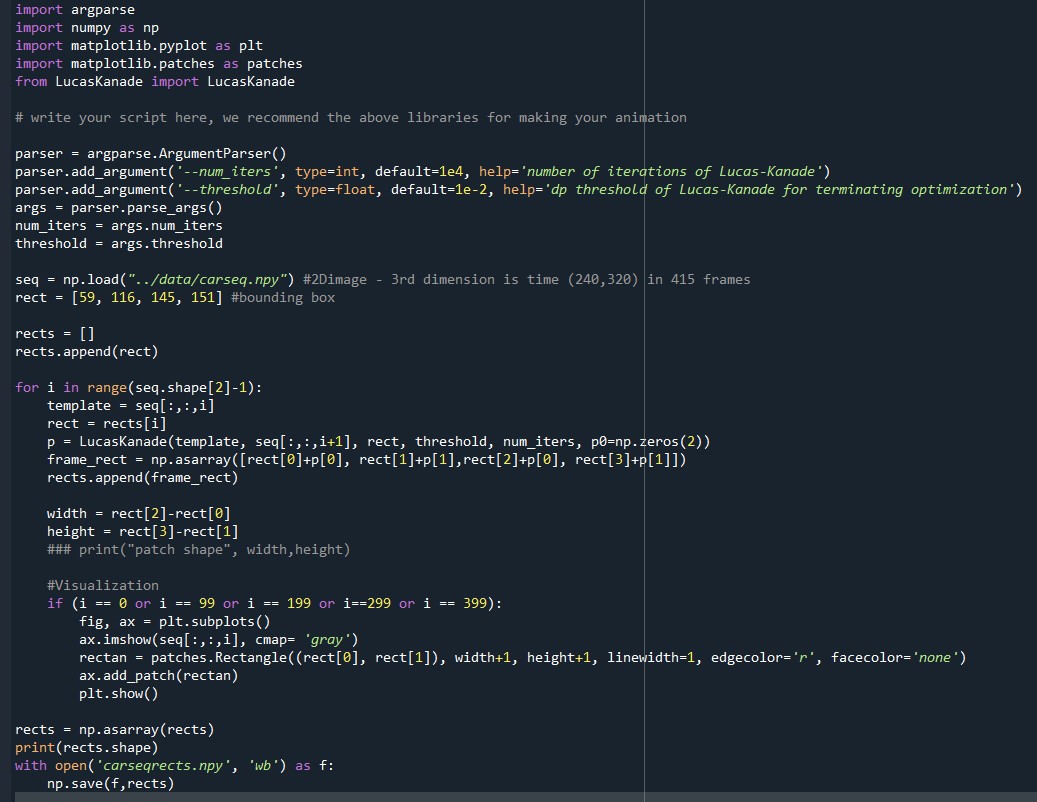 import argparse
import numpy as np
import matplotlib.pyplot as plt
import matplotlib.patches as patches
from LucasKanade import LucasKanade

# write your script here, we recommend the above libraries for making your animation

parser = argparse.ArgumentParser()
parser.add_argument('--num_iters', type=int, default=1e4, help='number of iterations of Lucas-Kanade')
parser.add_argument('--threshold', type=float, default=1e-2, help='dp threshold of Lucas-Kanade for terminating optimization')
args = parser.parse_args()
num_iters = args.num_iters
threshold = args.threshold

seq = np.load("../data/carseq.npy") #2Dimage - 3rd dimension is time (240,320) in 415 frames
rect = [59, 116, 145, 151] #bounding box

rects = []
rects.append(rect)

for i in range(seq.shape[2]-1):
    template = seq[:,:,i]
    rect = rects[i]
    p = LucasKanade(template, seq[:,:,i+1], rect, threshold, num_iters, p0=np.zeros(2))
    frame_rect = np.asarray([rect[0]+p[0], rect[1]+p[1],rect[2]+p[0], rect[3]+p[1]])
    rects.append(frame_rect)

    width = rect[2]-rect[0]
    height = rect[3]-rect[1]
    ### print("patch shape", width,height)

    #Visualization
    if (i == 0 or i == 99 or i == 199 or i==299 or i == 399):
        fig, ax = plt.subplots()
        ax.imshow(seq[:,:,i], cmap= 'gray')
        rectan = patches.Rectangle((rect[0], rect[1]), width+1, height+1, linewidth=1, edgecolor='r', facecolor='none')
        ax.add_patch(rectan)
        plt.show()

rects = np.asarray(rects)
print(rects.shape)
with open('carseqrects.npy', 'wb') as f:
    np.save(f,rects)